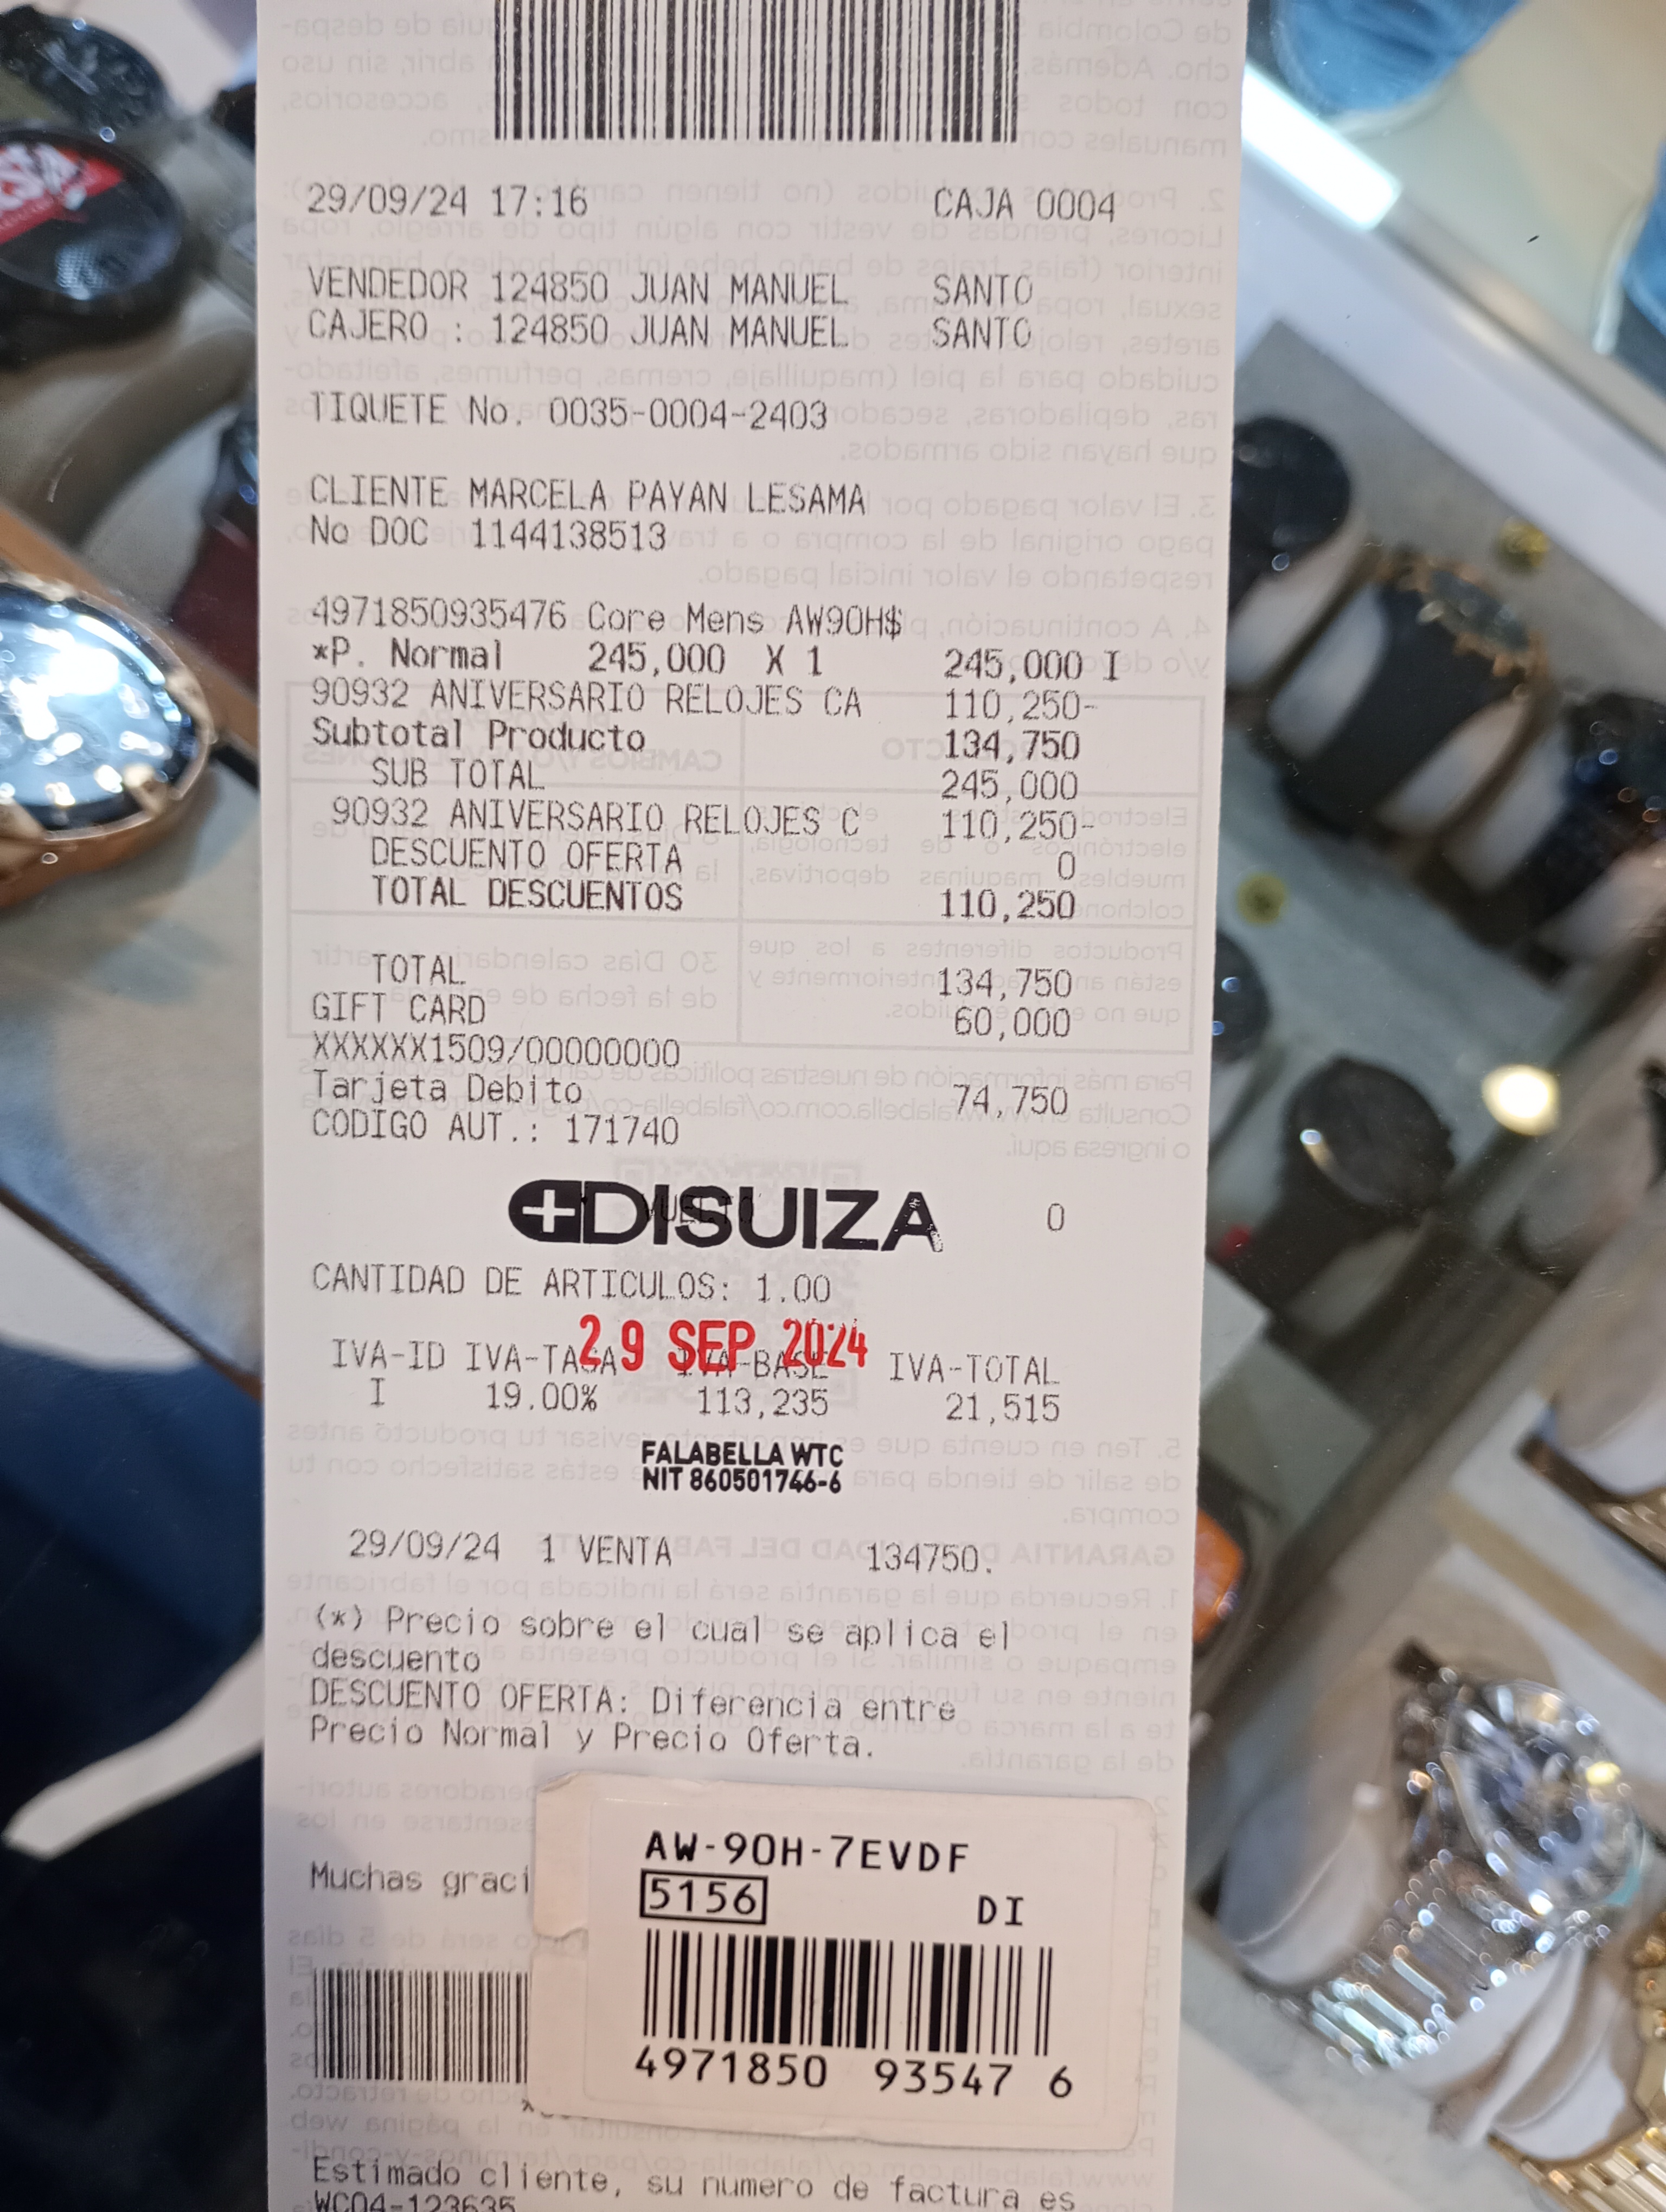 29/09/24 17:16 CAJA 0004
VENDEDOR 124850 JUAN MANUEL SANTO
CAJERO : 124850 JUAN MANUEL SANTO
TIQUETE No. 0035-0004-2403
CLIENTE MARCELA PAYAN LESAMA
No DOC 1144138513
4971850935476 Core Mens AW90H$
*P. Normal 245,000 X 1 245,000 I
90932 ANIVERSARIO RELOJES CA 110,250-
Subtotal Producto 134,750
SUB TOTAL 245,000
90932 ANIVERSARIO RELOJES C 110,250-
DESCUENTO OFERTA 0
TOTAL DESCUENTOS 110,250
TOTAL 134,750
GIFT CARD 60,000
XXXXXX1509/00000000
Tarjeta Debito 74,750
CODIGO AUT.: 171740
DISUIZA 0
CANTIDAD DE ARTICULOS: 1.00
29 SEP 2024
IVA-ID IVA-TASA IVA-BASE IVA-TOTAL
I 19.00% 113,235 21,515
FALABELLA WTC
NIT 860501746-6
29/09/24 1 VENTA 134750.
(*) Precio sobre el cual se aplica el
descuento
DESCUENTO OFERTA: Diferencia entre
Precio Normal y Precio Oferta.
Muchas graci
AW-90H-7EVDF
5156 DI
4971850 93547 6
Estimado cliente, su numero de factura es
WC04-123635